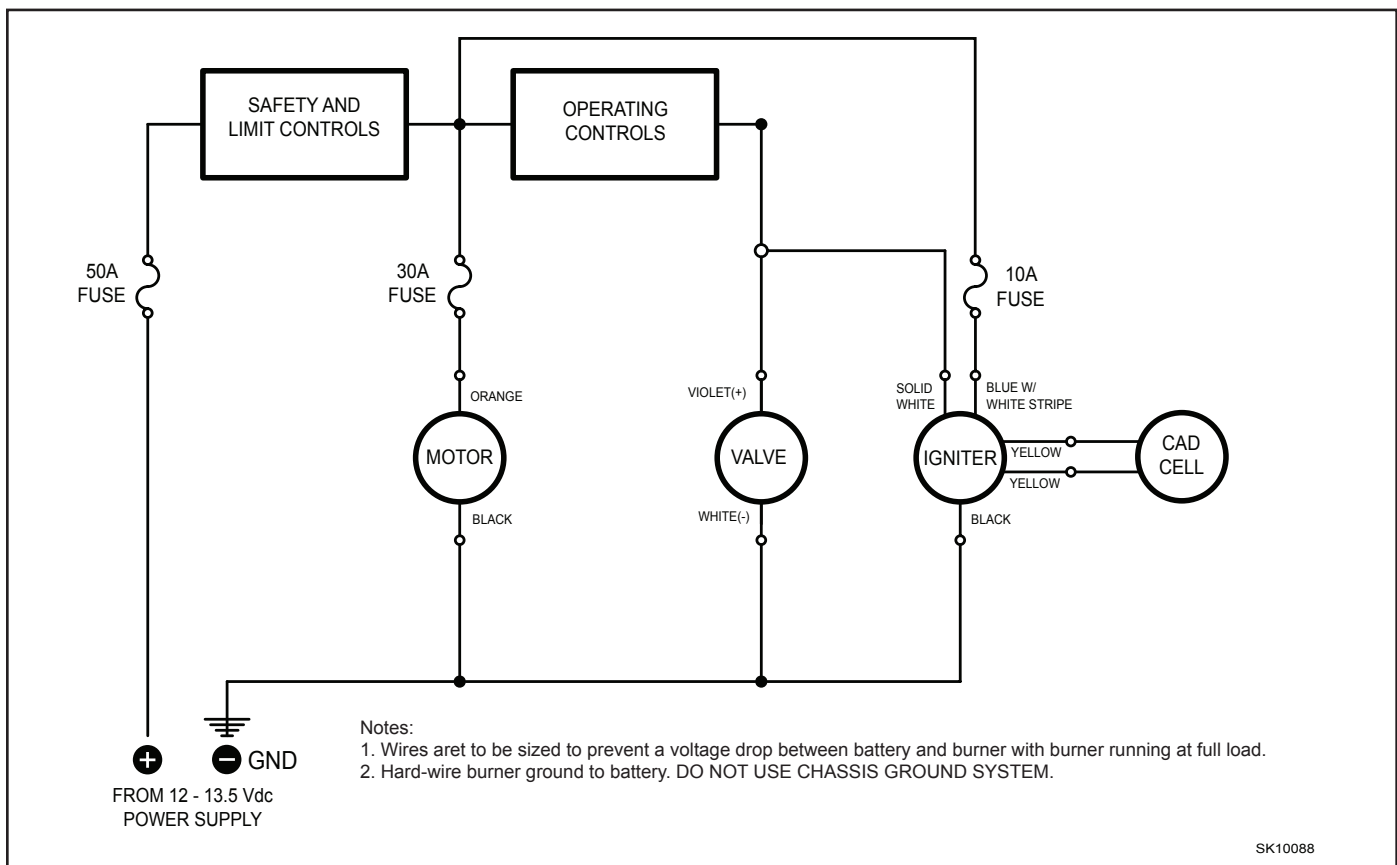 SAFETY AND
LIMIT CONTROLS
OPERATING
CONTROLS
50A
FUSE
30A
FUSE
10A
FUSE
ORANGE
VIOLET(+)
SOLID
WHITE
BLUE W/
WHITE STRIPE
MOTOR
VALVE
IGNITER
YELLOW
YELLOW
CAD
CELL
BLACK
WHITE(-)
BLACK
+
- GND
FROM 12 - 13.5 Vdc
POWER SUPPLY
Notes:
1. Wires aret to be sized to prevent a voltage drop between battery and burner with burner running at full load.
2. Hard-wire burner ground to battery. DO NOT USE CHASSIS GROUND SYSTEM.
SK10088